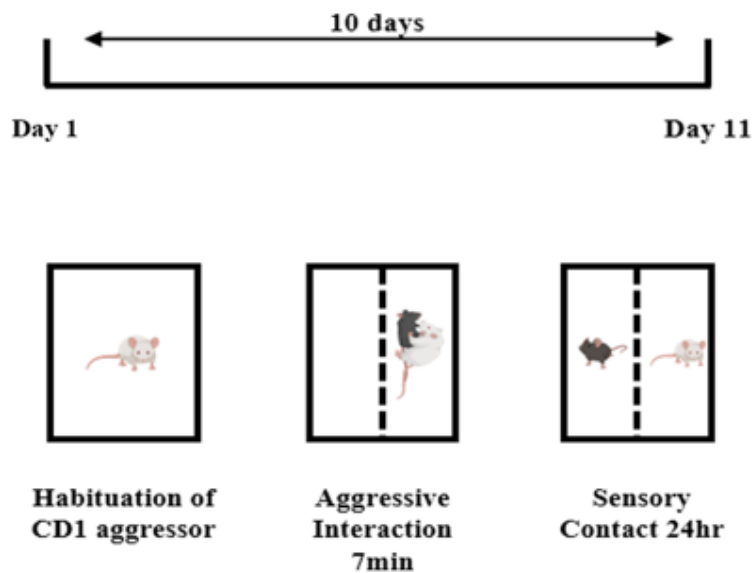 10 days
Day 1
Day 11
Habituation of
CD1 aggressor
Aggressive
Interaction
7min
Sensory
Contact 24hr